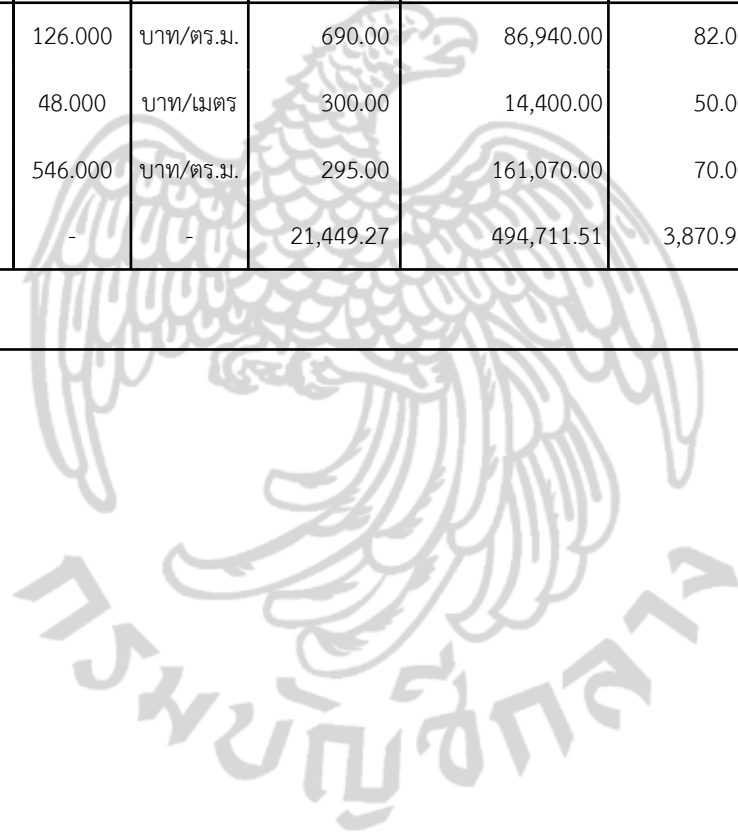 126.000 บาท/ตร.ม. 690.00 86,940.00 82.0
48.000 บาท/เมตร 300.00 14,400.00 50.0
546.000 บาท/ตร.ม. 295.00 161,070.00 70.0
- - 21,449.27 494,711.51 3,870.9
กรมบัญชีกลาง